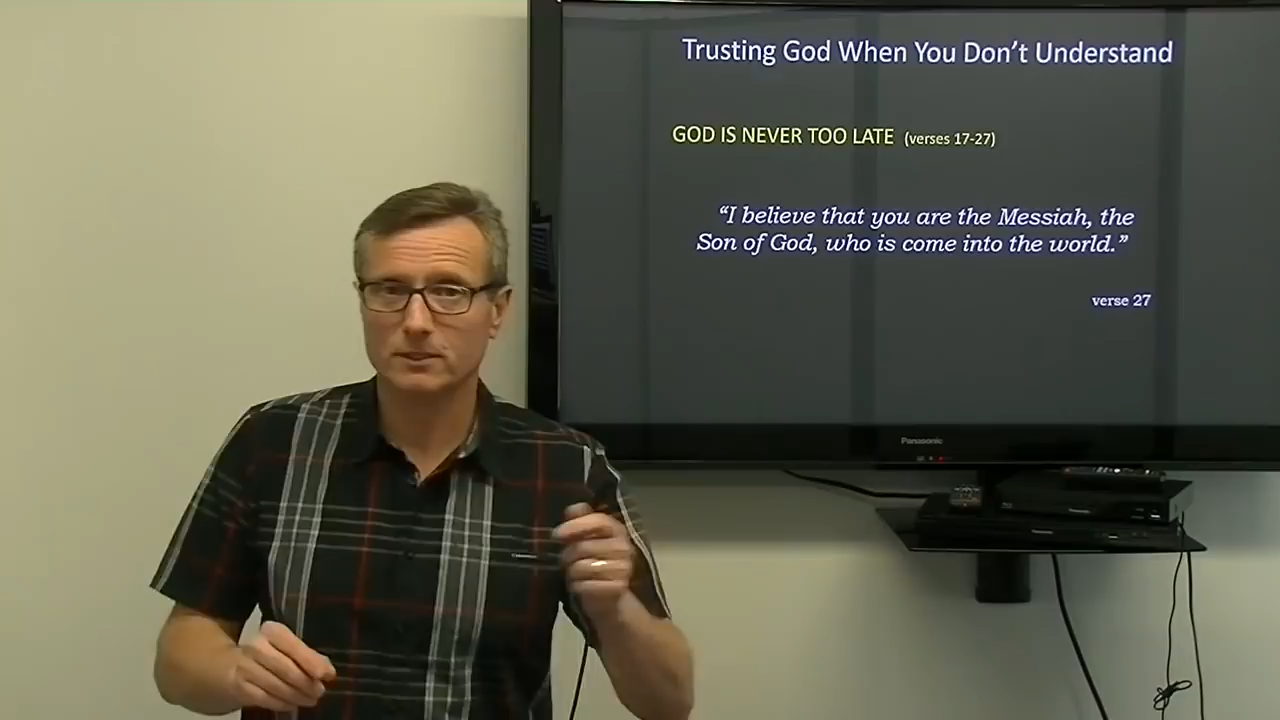 Trusting God When You Don't Understand
GOD IS NEVER TOO LATE (verses 17-27)
“I believe that you are the Messiah, the
Son of God, who is come into the world.”
verse 27
Panasonic